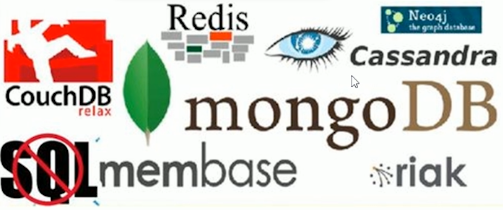 Redis
Neo4j
the graph database
Cassandra
CouchDB
relax
mongoDB
SQL
membase
riak